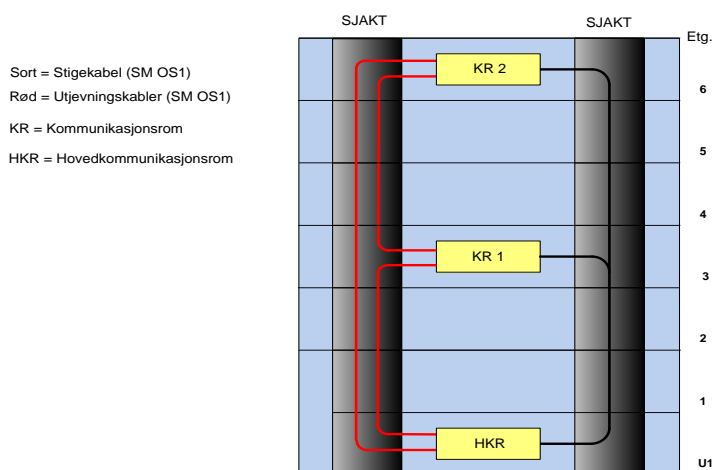 SJAKT
SJAKT
Etg.
Sort = Stigekabel (SM OS1)
Rød = Utjevningskabler (SM OS1)
KR = Kommunikasjonsrom
HKR = Hovedkommunikasjonsrom
KR 2
6
5
4
KR 1
3
2
1
HKR
U1